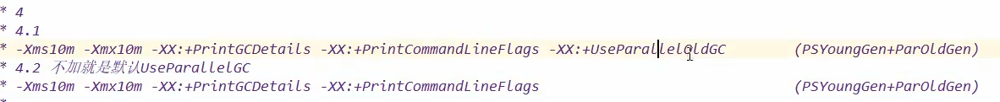 * 4
* 4.1
* -Xms10m -Xmx10m -XX:+PrintGCDetails -XX:+PrintCommandLineFlags -XX:+UseParallelOldGC (PSYoungGen+ParOldGen)
* 4.2 不加就是默认UseParallelGC
* -Xms10m -Xmx10m -XX:+PrintGCDetails -XX:+PrintCommandLineFlags (PSYoungGen+ParOldGen)
*